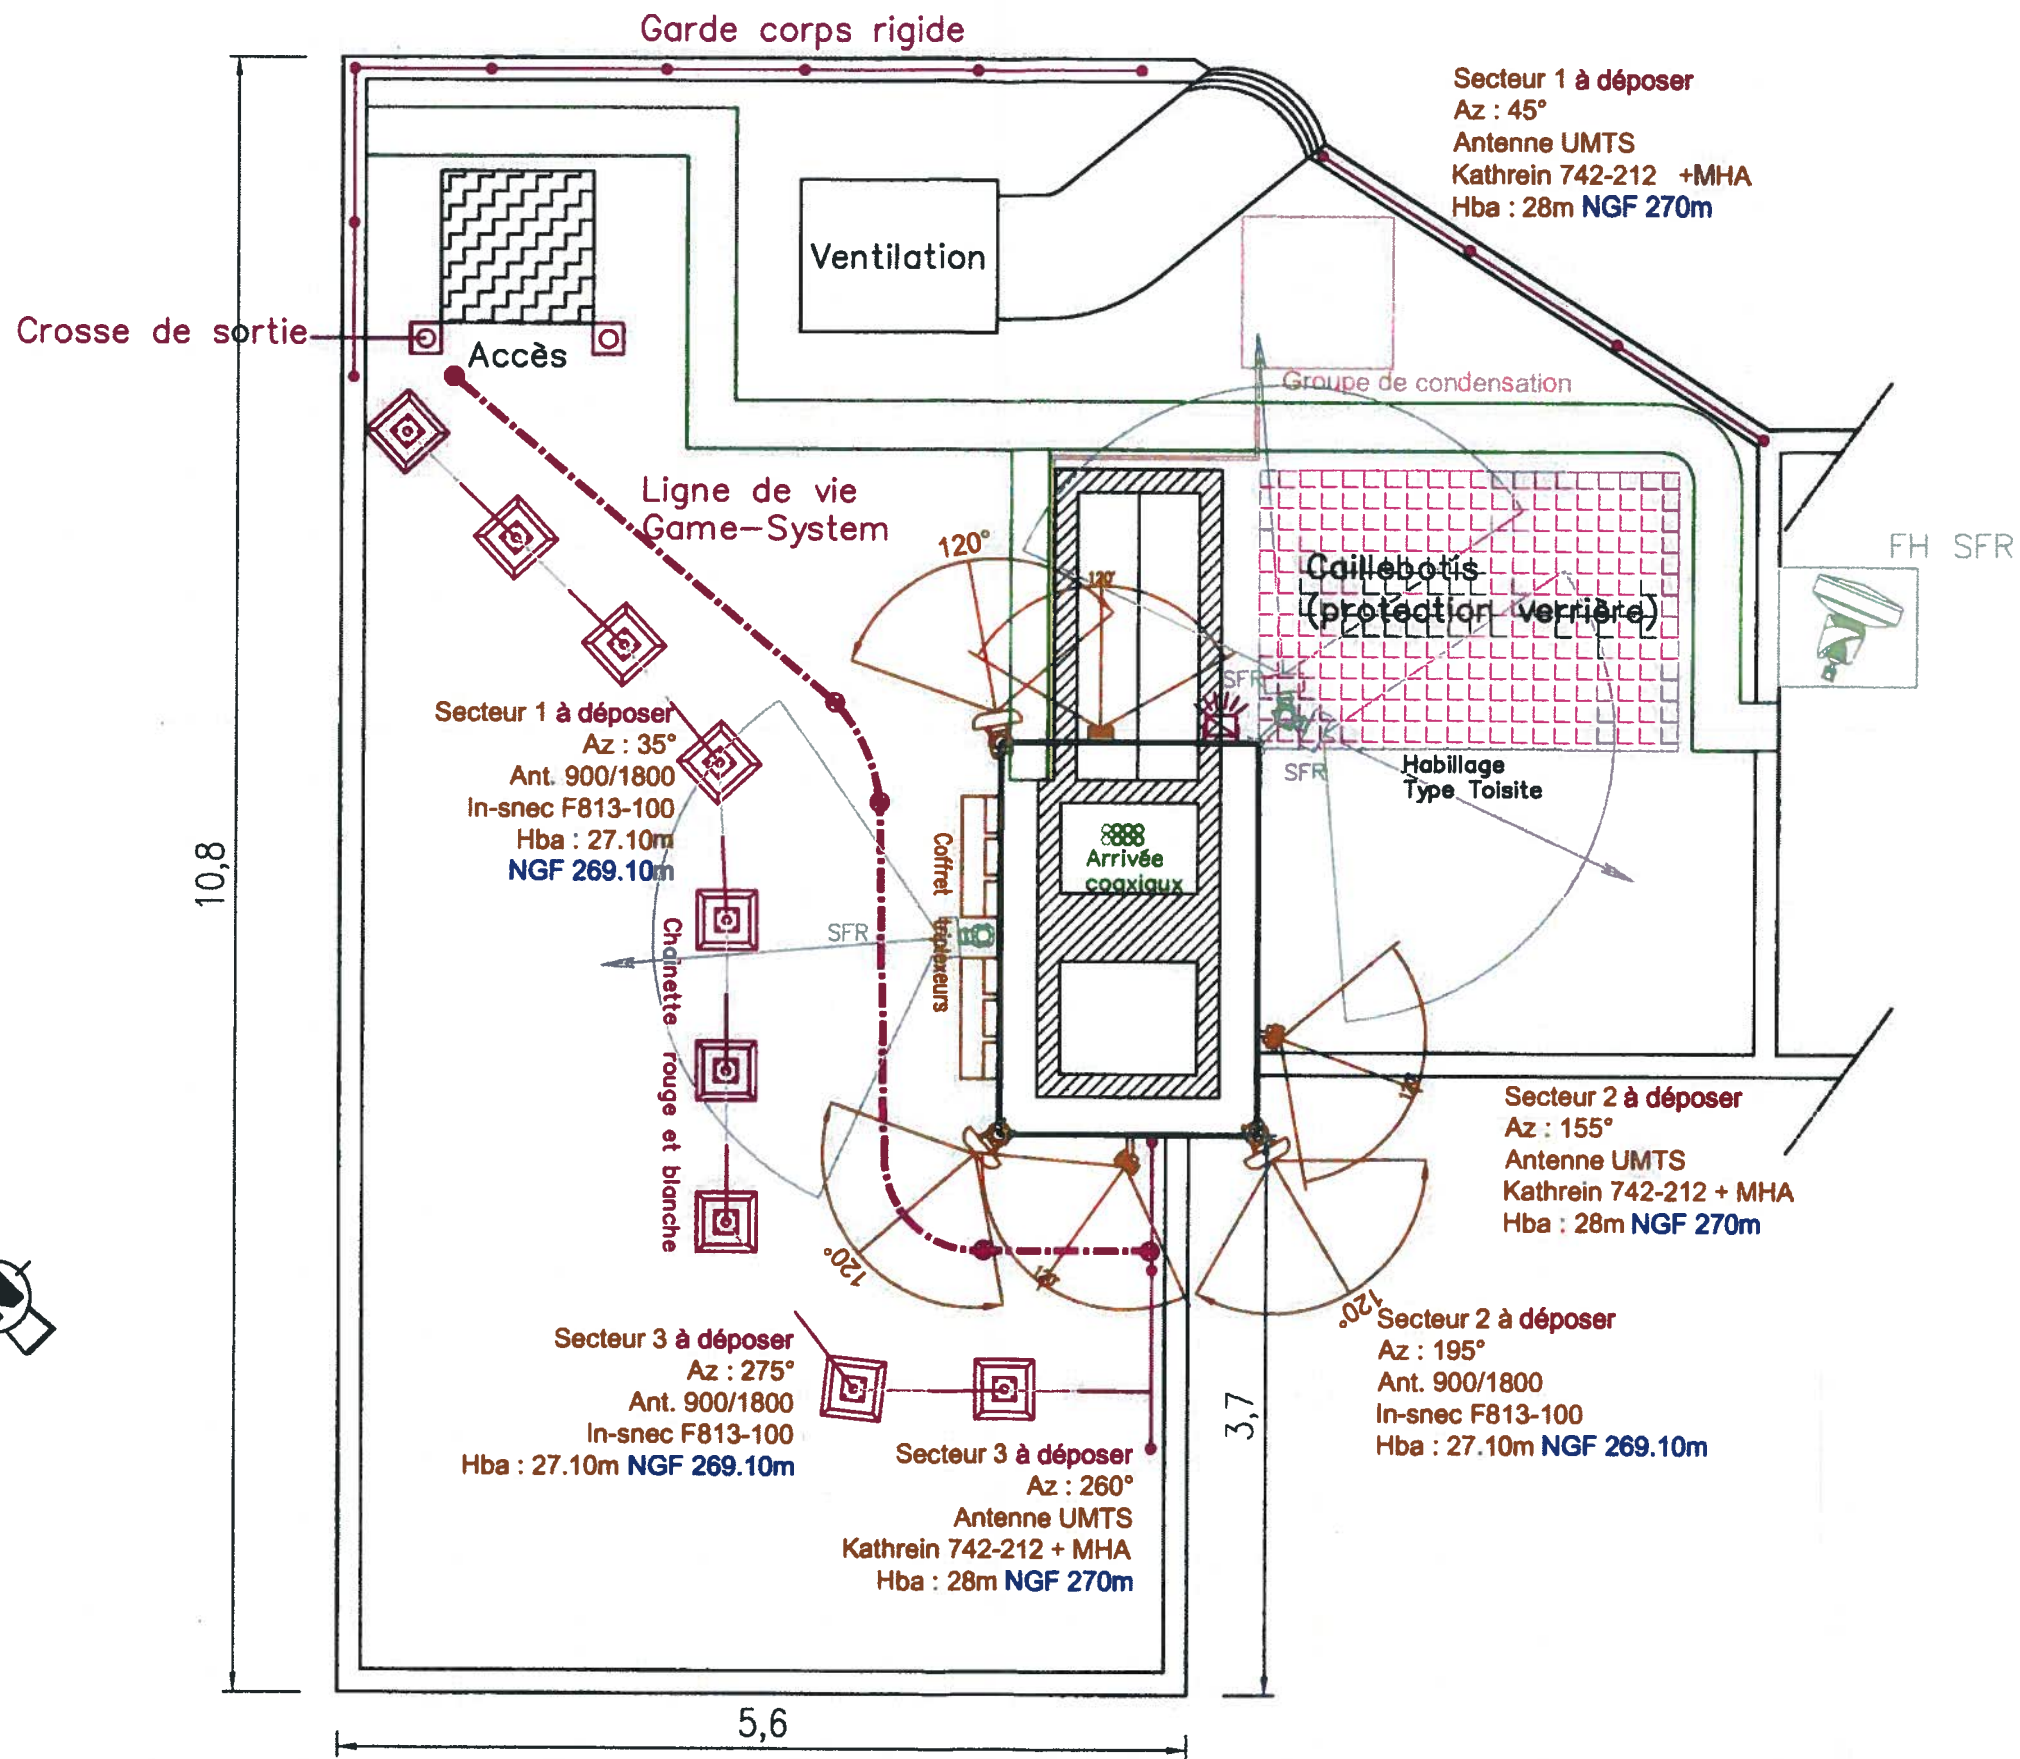 Garde corps rigide
Secteur 1 à déposer
Az : 45°
Antenne UMTS
Kathrein 742-212 +MHA
Hba : 28m NGF 270m
Ventilation
Crosse de sortie
Accès
Groupe de condensation
Ligne de vie
Game-System
120°
120°
FH SFR
Caillebotis
(protection verrière)
SFR
SFR
Habillage
Type Toisite
Secteur 1 à déposer
Az : 35°
Ant. 900/1800
In-snec F813-100
Hba : 27.10m
NGF 269.10m
10,8
Coffret triplexeurs
Arrivée
coaxiaux
SFR
Chainette rouge et blanche
120°
120°
120°
120°
Secteur 2 à déposer
Az : 155°
Antenne UMTS
Kathrein 742-212 + MHA
Hba : 28m NGF 270m
Secteur 2 à déposer
Az : 195°
Ant. 900/1800
In-snec F813-100
Hba : 27.10m NGF 269.10m
Secteur 3 à déposer
Az : 275°
Ant. 900/1800
In-snec F813-100
Hba : 27.10m NGF 269.10m
3,7
Secteur 3 à déposer
Az : 260°
Antenne UMTS
Kathrein 742-212 + MHA
Hba : 28m NGF 270m
5,6